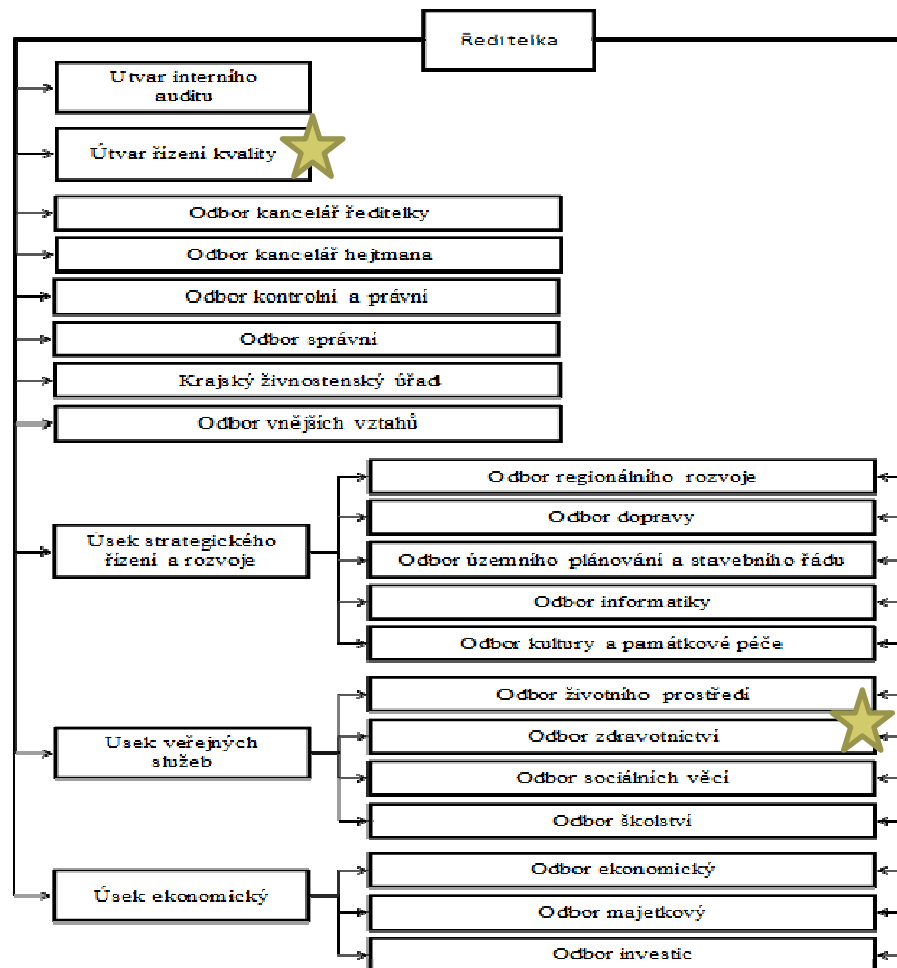 Ředitelka
Utvar interního
auditu
Útvar řízení kvality
Odbor kancelář ředitelky
Odbor kancelář hejtmana
Odbor kontrolní a právní
Odbor správní
Krajský živnostenský úřad
Odbor vnějších vztahů
Odbor regionálního rozvoje
Odbor dopravy
Úsek strategického
řízení a rozvoje
Odbor územního plánování a stavebního řádu
Odbor informatiky
Odbor kultury a památkové péče
Odbor životního prostředí
Usek veřejných
služeb
Odbor zdravotnictví
Odbor sociálních věcí
Odbor školství
Odbor ekonomický
Úsek ekonomický
Odbor majetkový
Odbor investic